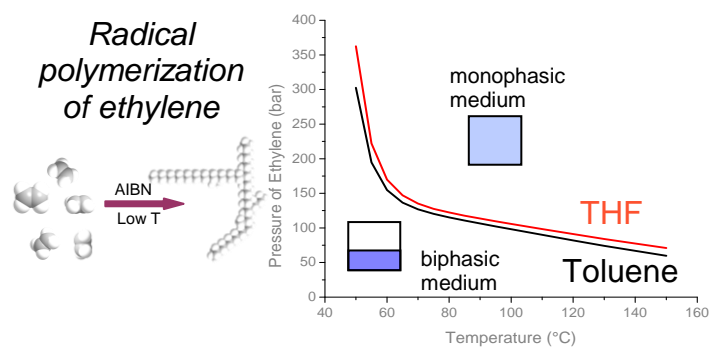 Radical
polymerization
of ethylene
AIBN
Low T
Pressure of Ethylene (bar)
400
350
300
250
200
150
100
50
0
monophasic
medium
THF
Toluene
biphasic
medium
40
60
80
100
120
140
160
Temperature (°C)